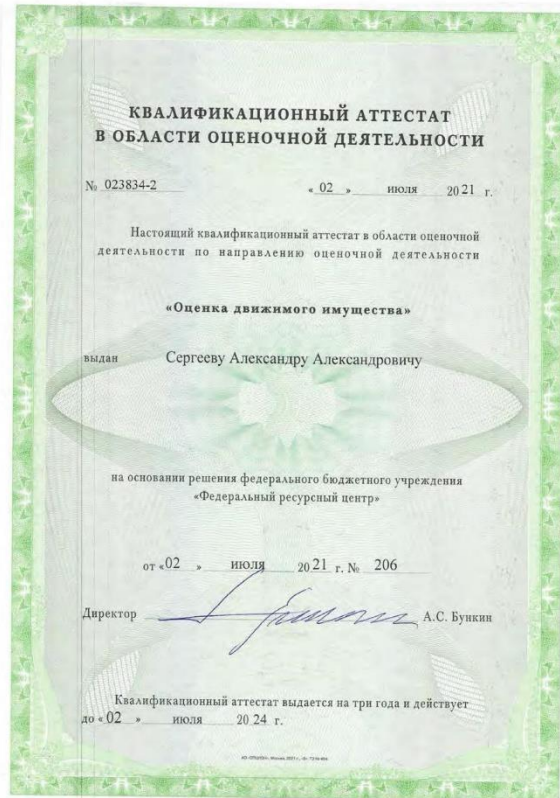 КВАЛИФИКАЦИОННЫЙ АТТЕСТАТ
В ОБЛАСТИ ОЦЕНОЧНОЙ ДЕЯТЕЛЬНОСТИ
№ 023834-2 « 02 » июля 20 21 г.
Настоящий квалификационный аттестат в области оценочной
деятельности по направлению оценочной деятельности
«Оценка движимого имущества»
выдан Сергееву Александру Александровичу
на основании решения федерального бюджетного учреждения
«Федеральный ресурсный центр»
от « 02 » июля 20 21 г. № 206
Директор А.С. Бункин
Квалификационный аттестат выдается на три года и действует
до « 02 » июля 20 24 г.